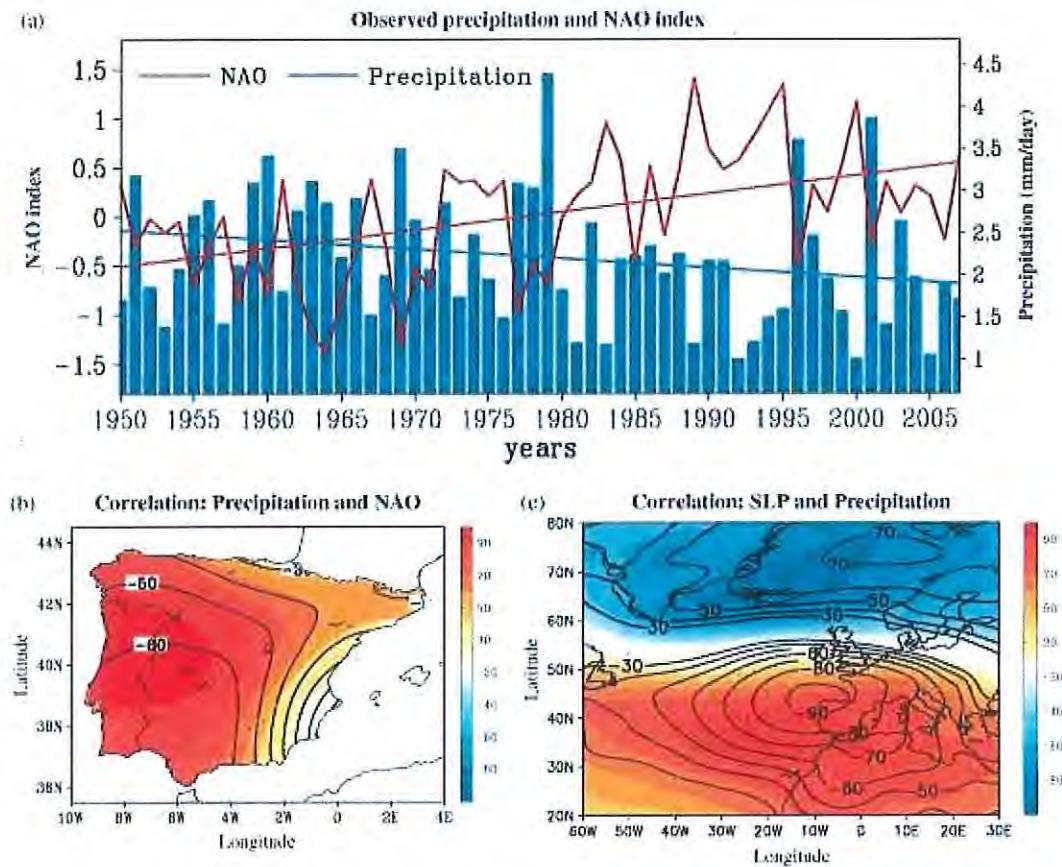 (a)
Observed precipitation and NAO index
NAO
Precipitation
NAO index
1.5
1
0.5
0
-0.5
-1
-1.5
4.5
4
3.5
3
2.5
2
1.5
1
Precipitation (mm/day)
1950 1955 1960 1965 1970 1975 1980 1985 1990 1995 2000 2005
years
(b)
Correlation: Precipitation and NAO
44N
42N
40N
38N
36N
Latitude
-60
-80
10W 8W 6W 4W 2W 0 2E 4E
Longitude
(c)
Correlation: SLP and Precipitation
80N
70N
60N
50N
40N
30N
20N
Latitude
70
50
30
30
-30
-90
-60
-50
60W 50W 40W 30W 20W 10W 0 10E 20E 30E
Longitude